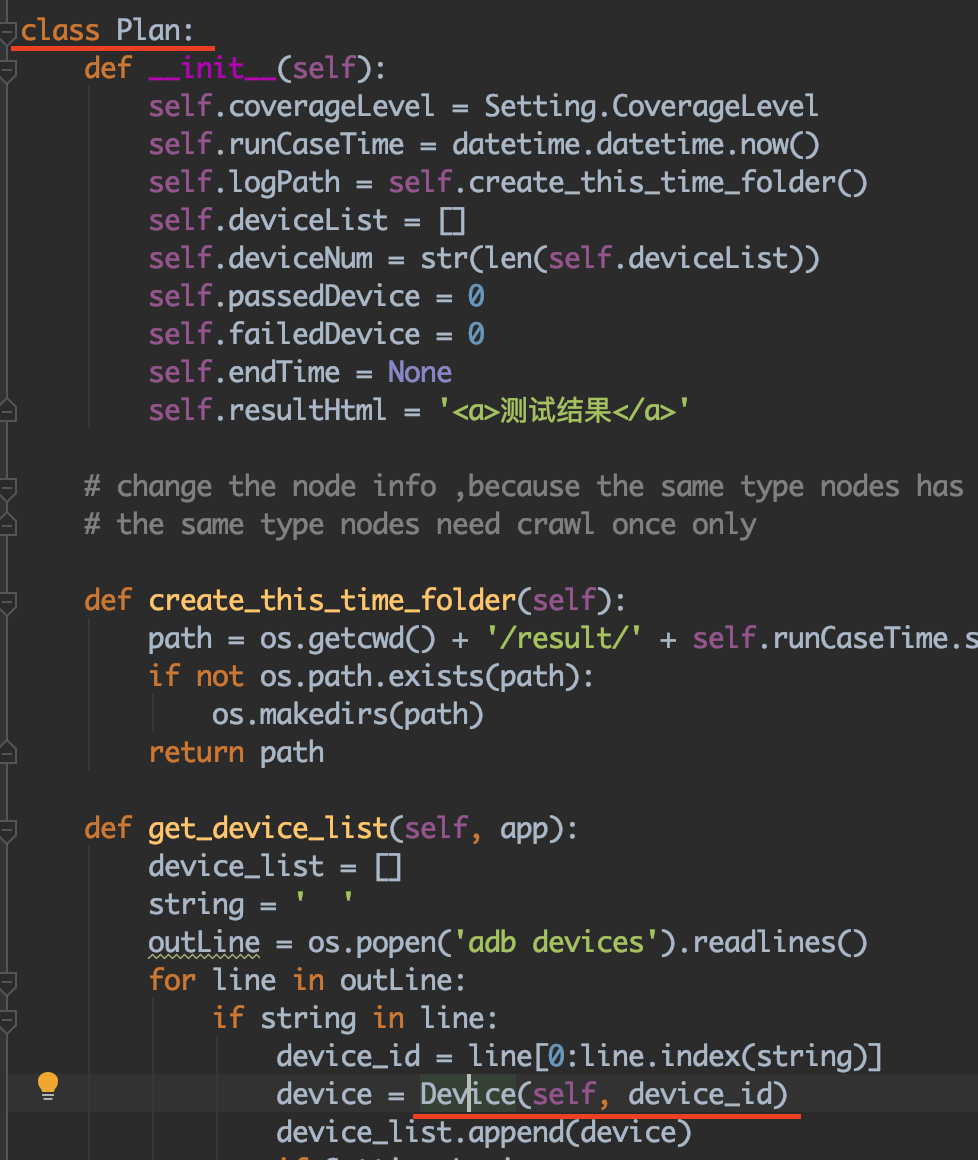 class Plan:
    def __init__(self):
        self.coverageLevel = Setting.CoverageLevel
        self.runCaseTime = datetime.datetime.now()
        self.logPath = self.create_this_time_folder()
        self.deviceList = []
        self.deviceNum = str(len(self.deviceList))
        self.passedDevice = 0
        self.failedDevice = 0
        self.endTime = None
        self.resultHtml = '<a>测试结果</a>'
    # change the node info ,because the same type nodes has
    # the same type nodes need crawl once only
    def create_this_time_folder(self):
        path = os.getcwd() + '/result/' + self.runCaseTime.s
        if not os.path.exists(path):
            os.makedirs(path)
        return path
    def get_device_list(self, app):
        device_list = []
        string = '  '
        outLine = os.popen('adb devices').readlines()
        for line in outLine:
            if string in line:
                device_id = line[0:line.index(string)]
                device = Device(self, device_id)
                device_list.append(device)